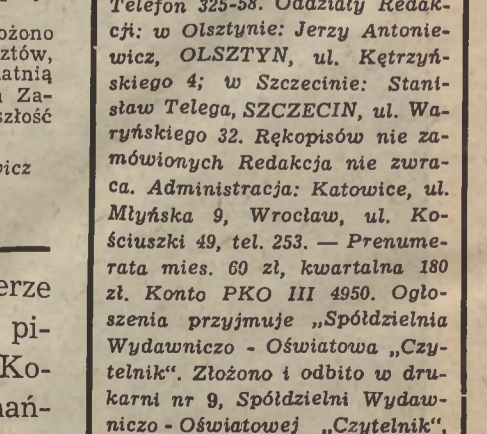 ożono
ztów,
atnią
Za-
szłość
wicz
erze
pi-
Ko-
nań-
Telefon 325-58. Oddziały Redak-
cji: w Olsztynie: Jerzy Antonie-
wicz, OLSZTYN, ul. Kętrzyń-
skiego 4; w Szczecinie: Stani-
sław Telega, SZCZECIN, ul. Wa-
ryńskiego 32. Rękopisów nie za-
mówionych Redakcja nie zwra-
ca. Administracja: Katowice, ul.
Młyńska 9, Wrocław, ul. Ko-
ściuszki 49, tel. 253. — Prenume-
rata mies. 60 zł, kwartalna 180
zł. Konto PKO III 4950. Ogło-
szenia przyjmuje „Spółdzielnia
Wydawniczo - Oświatowa „Czy-
telnik“. Złożono i odbito w dru-
karni nr 9, Spółdzielni Wydaw-
niczo - Oświatowej „Czytelnik“,